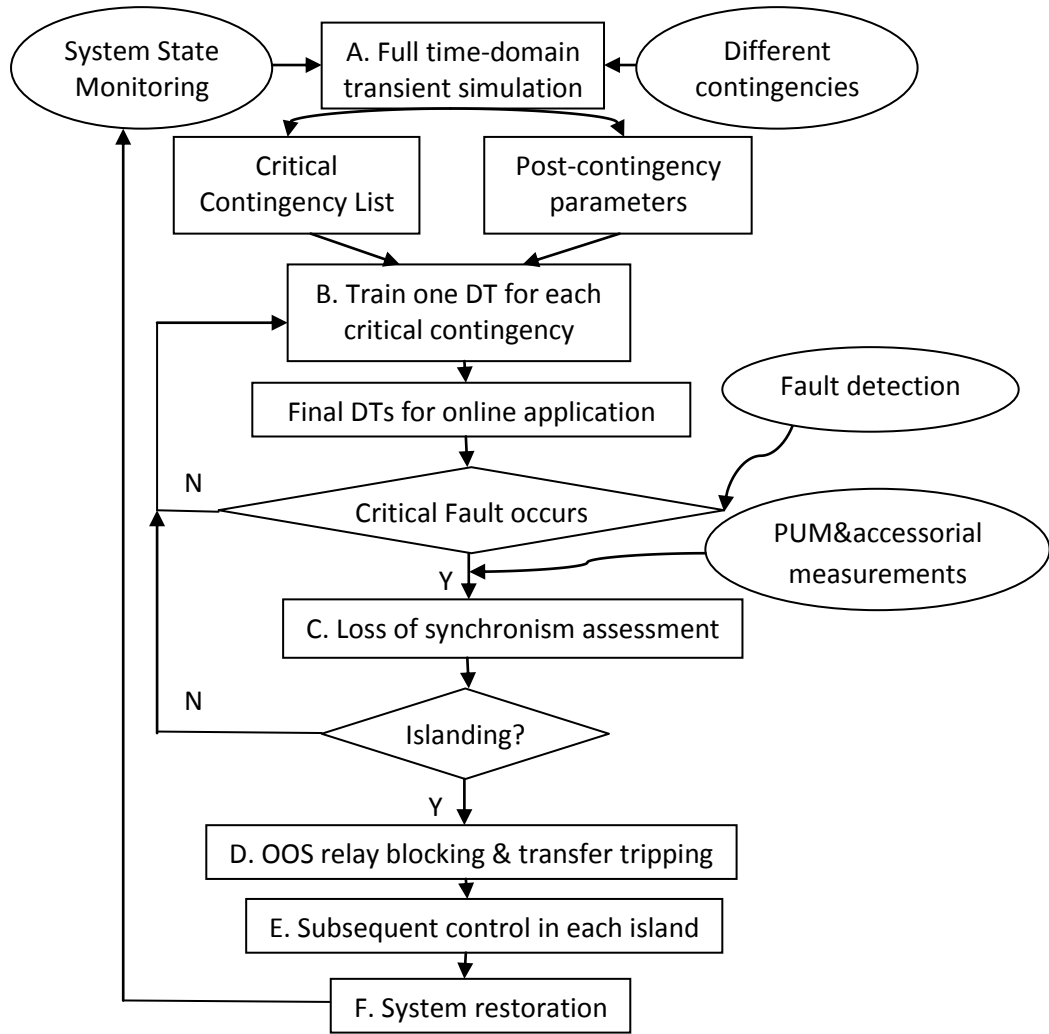 System State
Monitoring
A. Full time-domain
transient simulation
Different
contingencies
Critical
Contingency List
Post-contingency
parameters
B. Train one DT for each
critical contingency
Final DTs for online application
Fault detection
N
Critical Fault occurs
PUM&accessorial
measurements
Y
C. Loss of synchronism assessment
N
Islanding?
Y
D. OOS relay blocking & transfer tripping
E. Subsequent control in each island
F. System restoration